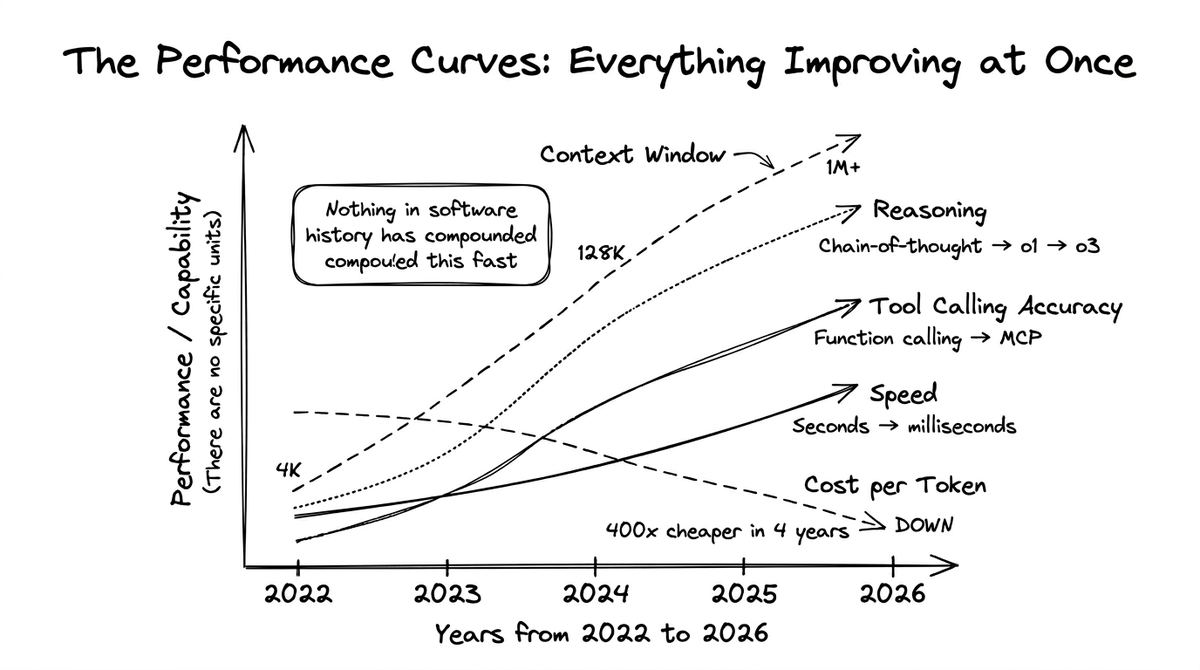 The Performance Curves: Everything Improving at Once
Performance / Capability
(There are no specific units)
Nothing in software
history has compounded
compouled this fast
Context Window
1M+
128K
4K
Reasoning
Chain-of-thought → o1 → o3
Tool Calling Accuracy
Function calling → MCP
Speed
Seconds → milliseconds
Cost per Token
400x cheaper in 4 years
DOWN
2022
2023
2024
2025
2026
Years from 2022 to 2026